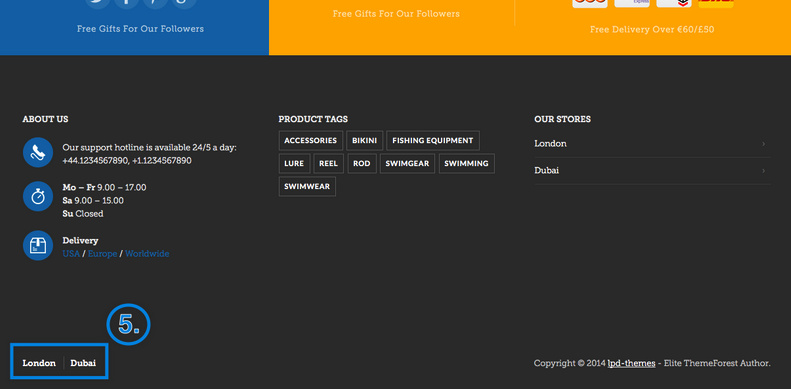 Free Gifts For Our Followers
Free Gifts For Our Followers
Free Delivery Over €60/£50
ABOUT US
Our support hotline is available 24/5 a day:
+44.1234567890, +1.1234567890
Mo – Fr 9.00 – 17.00
Sa 9.00 – 15.00
Su Closed
Delivery
USA / Europe / Worldwide
PRODUCT TAGS
ACCESSORIES BIKINI FISHING EQUIPMENT
LURE REEL ROD SWIMGEAR SWIMMING
SWIMWEAR
OUR STORES
London
Dubai
5.
London Dubai
Copyright © 2014 lpd-themes - Elite ThemeForest Author.